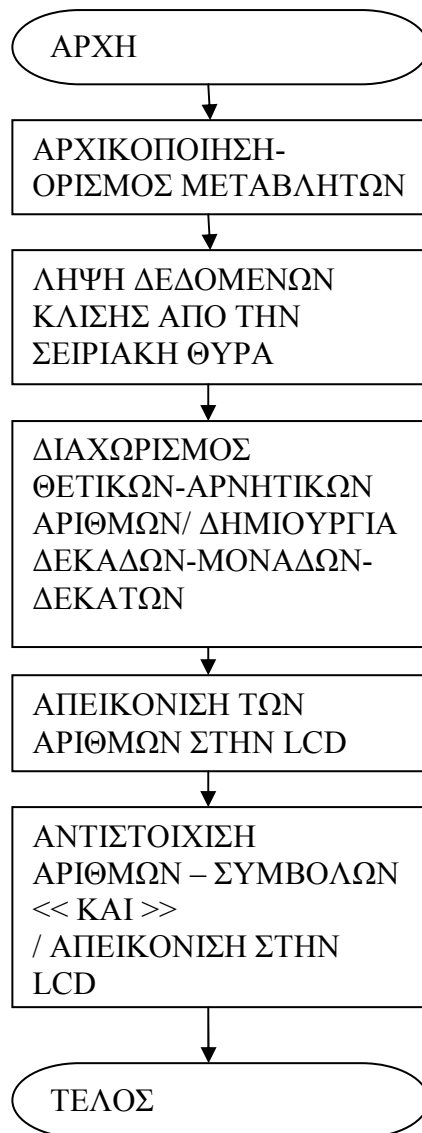 ΑΡΧΗ
ΑΡΧΙΚΟΠΟΙΗΣΗ-
ΟΡΙΣΜΟΣ ΜΕΤΑΒΛΗΤΩΝ
ΛΗΨΗ ΔΕΔΟΜΕΝΩΝ
ΚΛΙΣΗΣ ΑΠΟ ΤΗΝ
ΣΕΙΡΙΑΚΗ ΘΥΡΑ
ΔΙΑΧΩΡΙΣΜΟΣ
ΘΕΤΙΚΩΝ-ΑΡΝΗΤΙΚΩΝ
ΑΡΙΘΜΩΝ/ ΔΗΜΙΟΥΡΓΙΑ
ΔΕΚΑΔΩΝ-ΜΟΝΑΔΩΝ-
ΔΕΚΑΤΩΝ
ΑΠΕΙΚΟΝΙΣΗ ΤΩΝ
ΑΡΙΘΜΩΝ ΣΤΗΝ LCD
ΑΝΤΙΣΤΟΙΧΙΣΗ
ΑΡΙΘΜΩΝ – ΣΥΜΒΟΛΩΝ
<< ΚΑΙ >>
/ ΑΠΕΙΚΟΝΙΣΗ ΣΤΗΝ
LCD
ΤΕΛΟΣ